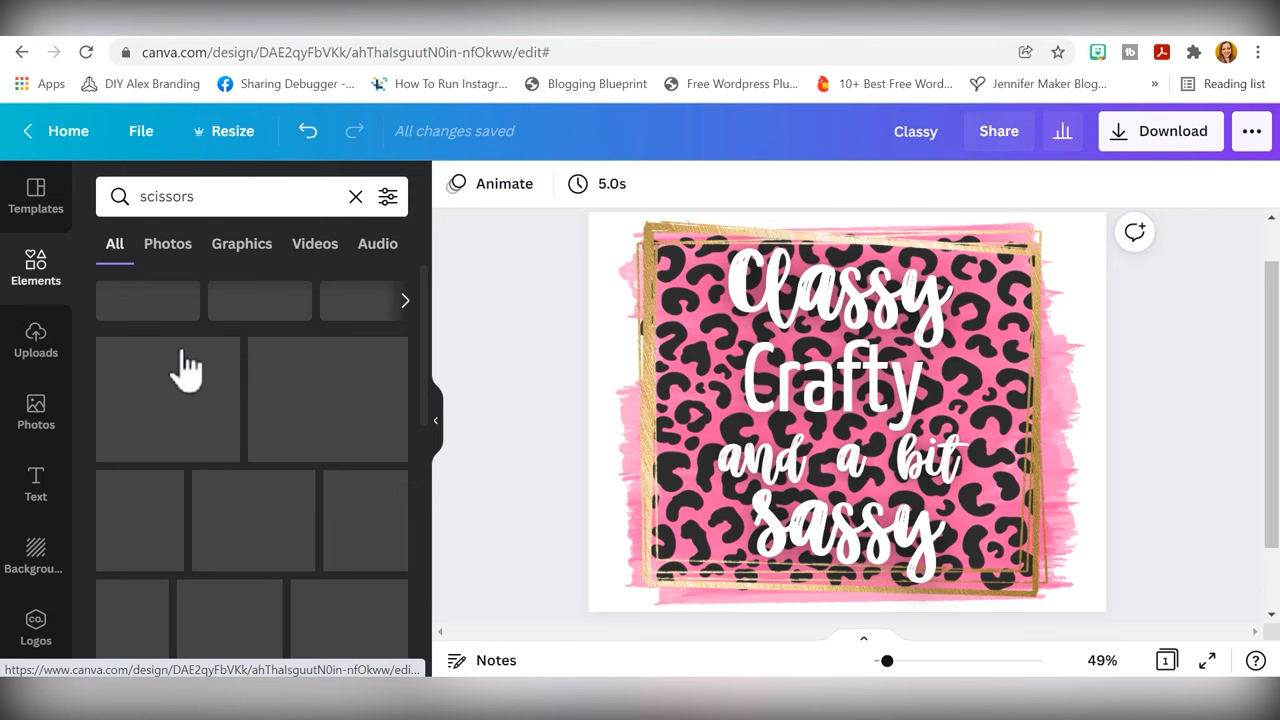 canva.com/design/DAE2qyFbVKk/ahThaIsguutN0in-nfOkww/edit#
Apps DIY Alex Branding Sharing Debugger -... How To Run Instagr... Blogging Blueprint Free Wordpress Plu... 10+ Best Free Word... Jennifer Maker Blog... » Reading list
Home File Resize All changes saved Classy Share Download
Templates
Elements
Uploads
Photos
Text
Backgrou...
CO.
Logos
scissors
All Photos Graphics Videos Audio
Animate 5.0s
Classy
Crafty
and a bit
sassy
Notes 49% 1
https://www.canva.com/design/DAE2qyFbVKk/ahThaIsguutN0in-nfOkww/edi...